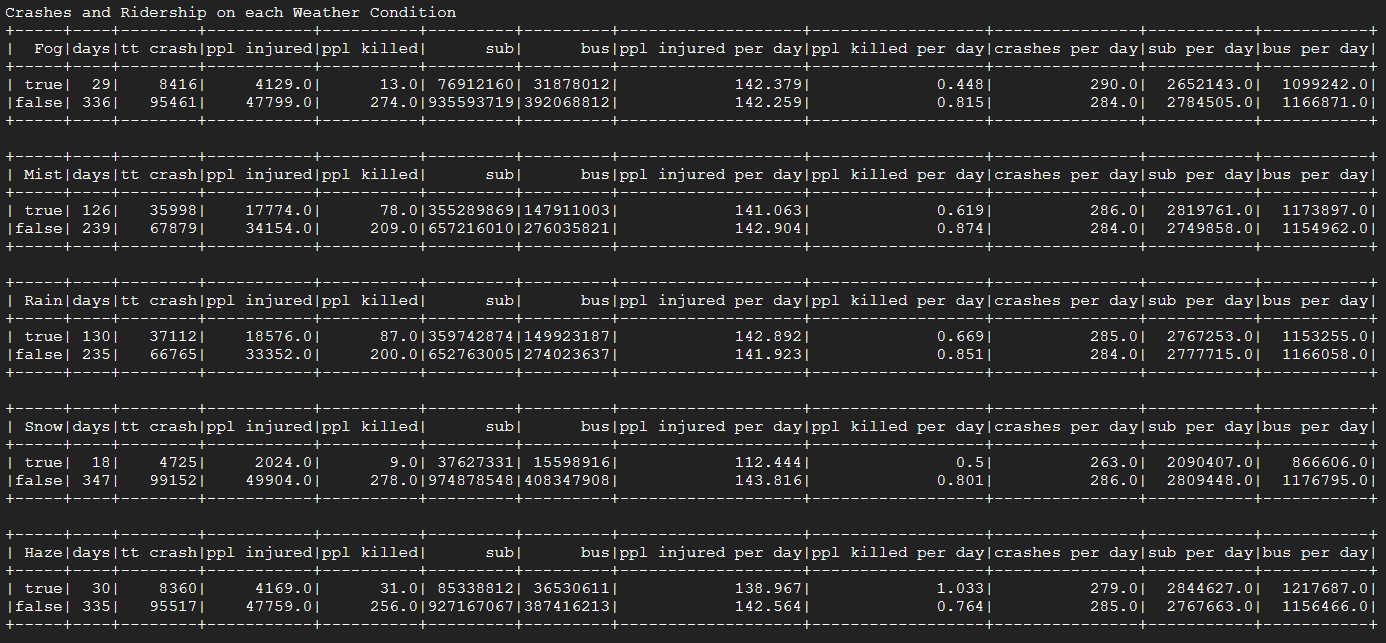 Crashes and Ridership on each Weather Condition
+-----+----+--------+-----------+----------+---------+---------+-------------------+------------------+---------------+-----------+-----------+
|  Fog|days|tt crash|ppl injured|ppl killed|      sub|      bus|ppl injured per day|ppl killed per day|crashes per day|sub per day|bus per day|
+-----+----+--------+-----------+----------+---------+---------+-------------------+------------------+---------------+-----------+-----------+
| true|  29|    8416|     4129.0|      13.0| 76912160| 31878012|            142.379|             0.448|          290.0|  2652143.0|  1099242.0|
|false| 336|   95461|    47799.0|     274.0|935593719|392068812|            142.259|             0.815|          284.0|  2784505.0|  1166871.0|
+-----+----+--------+-----------+----------+---------+---------+-------------------+------------------+---------------+-----------+-----------+
+-----+----+--------+-----------+----------+---------+---------+-------------------+------------------+---------------+-----------+-----------+
| Mist|days|tt crash|ppl injured|ppl killed|      sub|      bus|ppl injured per day|ppl killed per day|crashes per day|sub per day|bus per day|
+-----+----+--------+-----------+----------+---------+---------+-------------------+------------------+---------------+-----------+-----------+
| true| 126|   35998|    17774.0|      78.0|355289869|147911003|            141.063|             0.619|          286.0|  2819761.0|  1173897.0|
|false| 239|   67879|    34154.0|     209.0|657216010|276035821|            142.904|             0.874|          284.0|  2749858.0|  1154962.0|
+-----+----+--------+-----------+----------+---------+---------+-------------------+------------------+---------------+-----------+-----------+
+-----+----+--------+-----------+----------+---------+---------+-------------------+------------------+---------------+-----------+-----------+
| Rain|days|tt crash|ppl injured|ppl killed|      sub|      bus|ppl injured per day|ppl killed per day|crashes per day|sub per day|bus per day|
+-----+----+--------+-----------+----------+---------+---------+-------------------+------------------+---------------+-----------+-----------+
| true| 130|   37112|    18576.0|      87.0|359742874|149923187|            142.892|             0.669|          285.0|  2767253.0|  1153255.0|
|false| 235|   66765|    33352.0|     200.0|652763005|274023637|            141.923|             0.851|          284.0|  2777715.0|  1166058.0|
+-----+----+--------+-----------+----------+---------+---------+-------------------+------------------+---------------+-----------+-----------+
+-----+----+--------+-----------+----------+---------+---------+-------------------+------------------+---------------+-----------+-----------+
| Snow|days|tt crash|ppl injured|ppl killed|      sub|      bus|ppl injured per day|ppl killed per day|crashes per day|sub per day|bus per day|
+-----+----+--------+-----------+----------+---------+---------+-------------------+------------------+---------------+-----------+-----------+
| true|  18|    4725|     2024.0|       9.0| 37627331| 15598916|            112.444|               0.5|          263.0|  2090407.0|   866606.0|
|false| 347|   99152|    49904.0|     278.0|974878548|408347908|            143.816|             0.801|          286.0|  2809448.0|  1176795.0|
+-----+----+--------+-----------+----------+---------+---------+-------------------+------------------+---------------+-----------+-----------+
+-----+----+--------+-----------+----------+---------+---------+-------------------+------------------+---------------+-----------+-----------+
| Haze|days|tt crash|ppl injured|ppl killed|      sub|      bus|ppl injured per day|ppl killed per day|crashes per day|sub per day|bus per day|
+-----+----+--------+-----------+----------+---------+---------+-------------------+------------------+---------------+-----------+-----------+
| true|  30|    8360|     4169.0|      31.0| 85338812| 36530611|            138.967|             1.033|          279.0|  2844627.0|  1217687.0|
|false| 335|   95517|    47759.0|     256.0|927167067|387416213|            142.564|             0.764|          285.0|  2767663.0|  1156466.0|
+-----+----+--------+-----------+----------+---------+---------+-------------------+------------------+---------------+-----------+-----------+